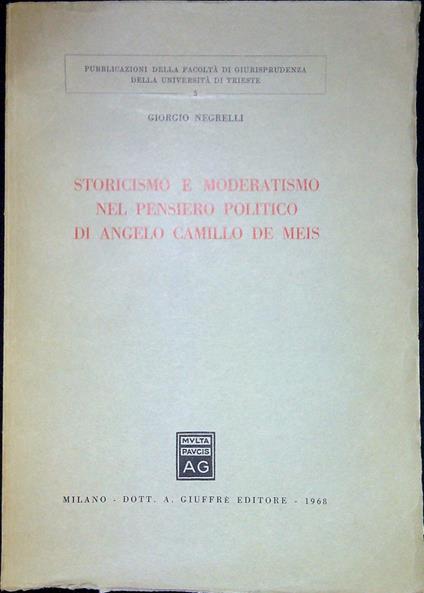 PUBBLICAZIONI DELLA FACOLTÀ DI GIURISPRUDENZA
DELLA UNIVERSITÀ DI TRIESTE
5
GIORGIO NEGRELLI
STORICISMO E MODERATISMO
NEL PENSIERO POLITICO
DI ANGELO CAMILLO DE MEIS
MVLTA
PAVCIS
AG
MILANO - DOTT. A. GIUFFRÈ EDITORE - 1968